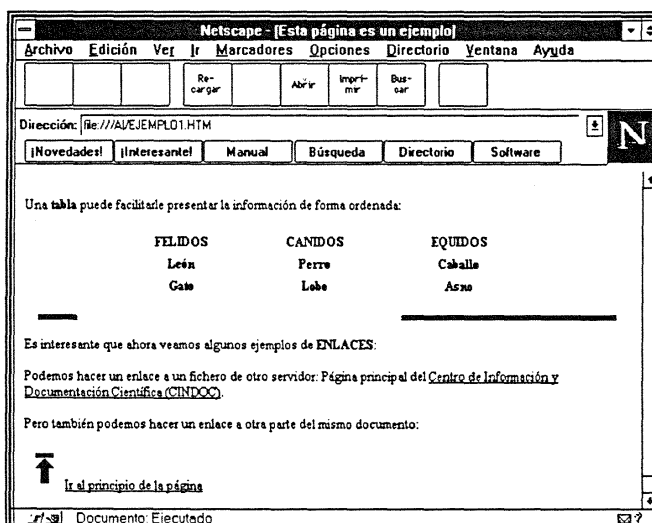 Netscape - [Esta página es un ejemplo]
Archivo Edición Ver Ir Marcadores Opciones Directorio Ventana Ayuda
Re-cargar Abrir Impri-mir Bus-car
Dirección: file:///A|/EJEMPLO1.HTM
N
¡Novedades! ¡Interesante! Manual Búsqueda Directorio Software
Una tabla puede facilitarle presentar la información de forma ordenada:
FELIDOS CANIDOS EQUIDOS
León Perro Caballo
Gato Lobo Asno
Es interesante que ahora veamos algunos ejemplos de ENLACES:
Podemos hacer un enlace a un fichero de otro servidor: Página principal del Centro de Información y
Documentación Científica (CINDOC).
Pero también podemos hacer un enlace a otra parte del mismo documento:
Ir al principio de la página
Documento: Ejecutado